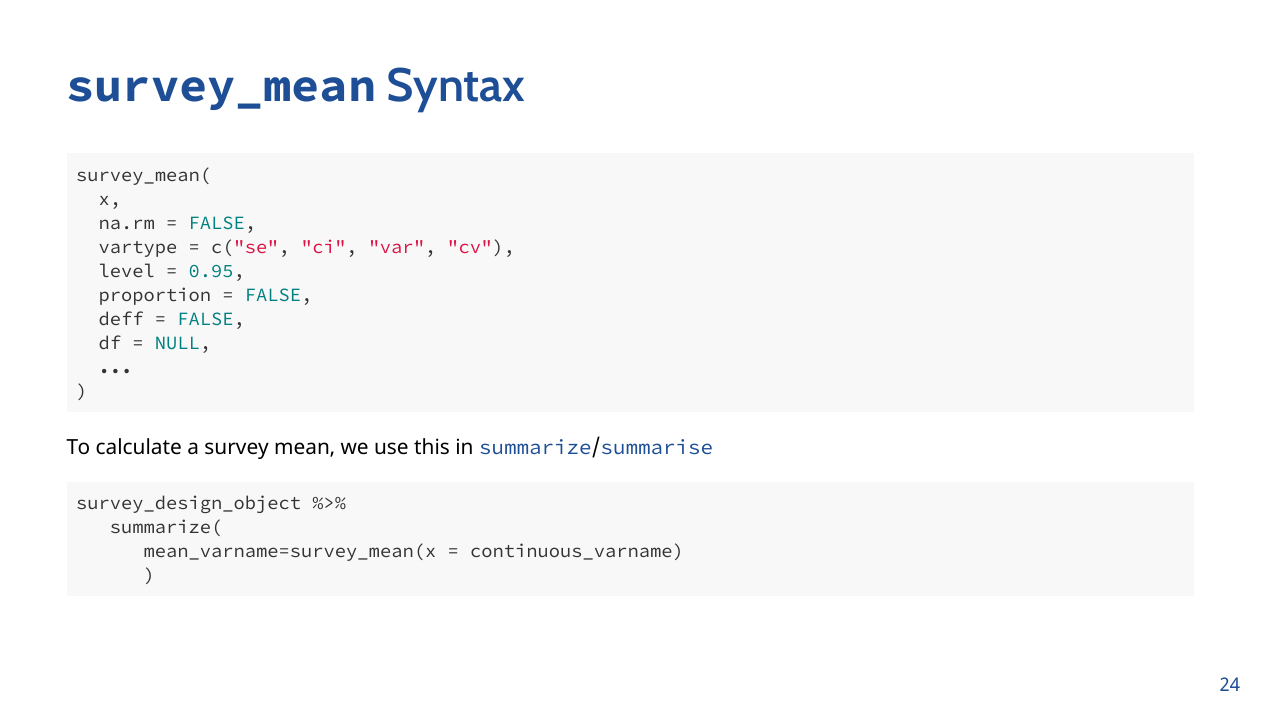 survey_mean Syntax
survey_mean(
  x,
  na.rm = FALSE,
  vartype = c("se", "ci", "var", "cv"),
  level = 0.95,
  proportion = FALSE,
  deff = FALSE,
  df = NULL,
  ...
)
To calculate a survey mean, we use this in summarize/summarise
survey_design_object %>%
   summarize(
      mean_varname=survey_mean(x = continuous_varname)
      )
24